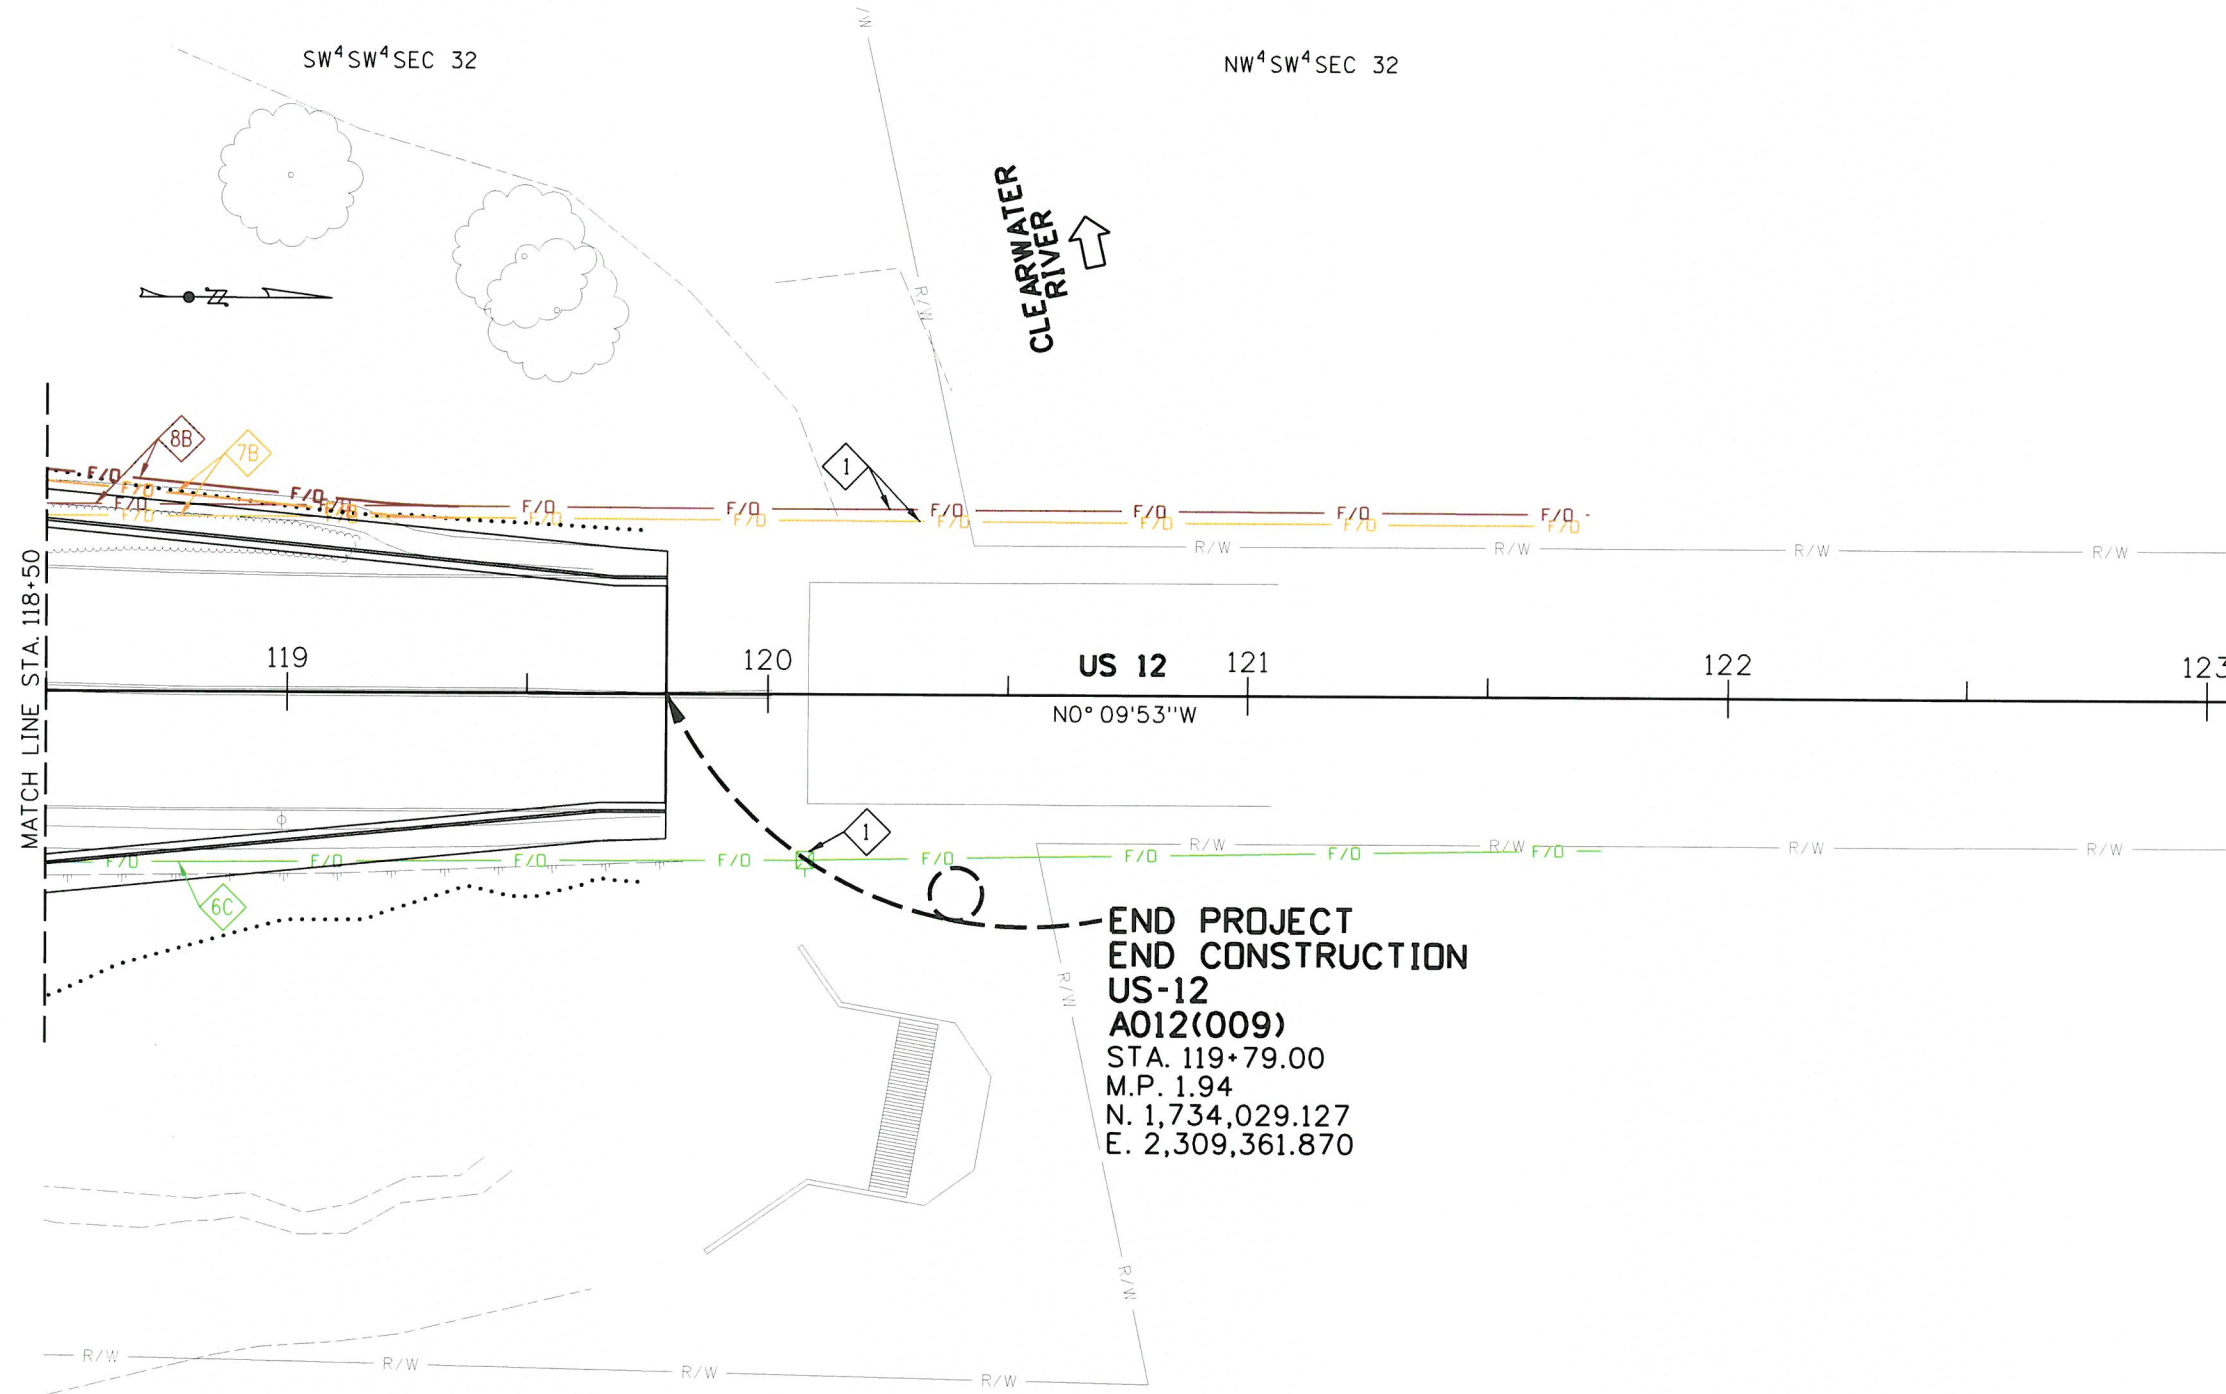 SW⁴SW⁴SEC 32
NW⁴SW⁴SEC 32
R/W
CLEARWATER
RIVER
Z
R/W
8B
7B
1
F/O F/O F/O F/O F/O F/O F/O F/O
F/O F/O F/O F/O F/O F/O F/O F/O
F/O F/O
F/O F/O
R/W R/W R/W R/W
MATCH LINE STA. 118+50
119 120 US 12 121 122 123
N0° 09'53"W
1
F/O F/O F/O F/O F/O F/O F/O F/O
R/W R/W R/W R/W
6C
END PROJECT
END CONSTRUCTION
US-12
A012(009)
STA. 119+79.00
M.P. 1.94
N. 1,734,029.127
E. 2,309,361.870
R/W
R/W
R/W R/W R/W R/W